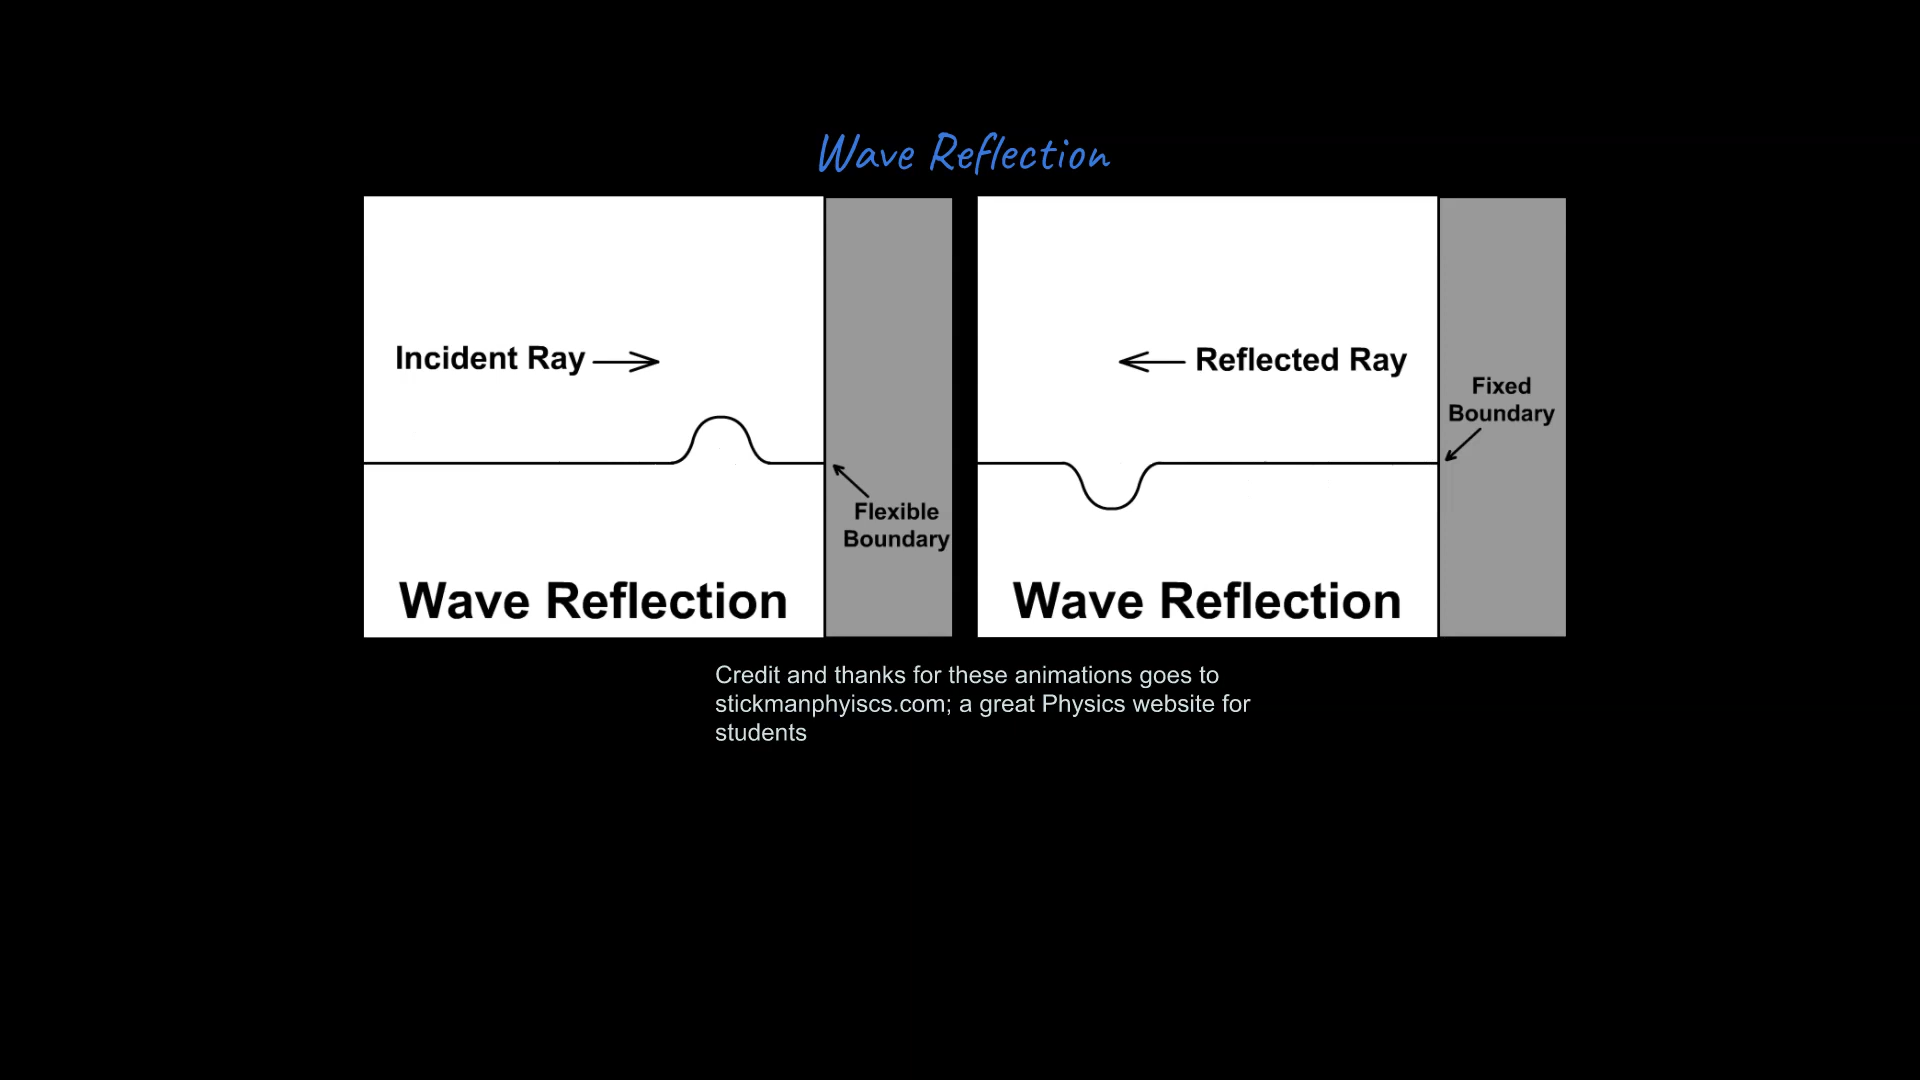 Wave Reflection
Incident Ray
Flexible
Boundary
Wave Reflection
Reflected Ray
Fixed
Boundary
Wave Reflection
Credit and thanks for these animations goes to
stickmanphyiscs.com; a great Physics website for
students